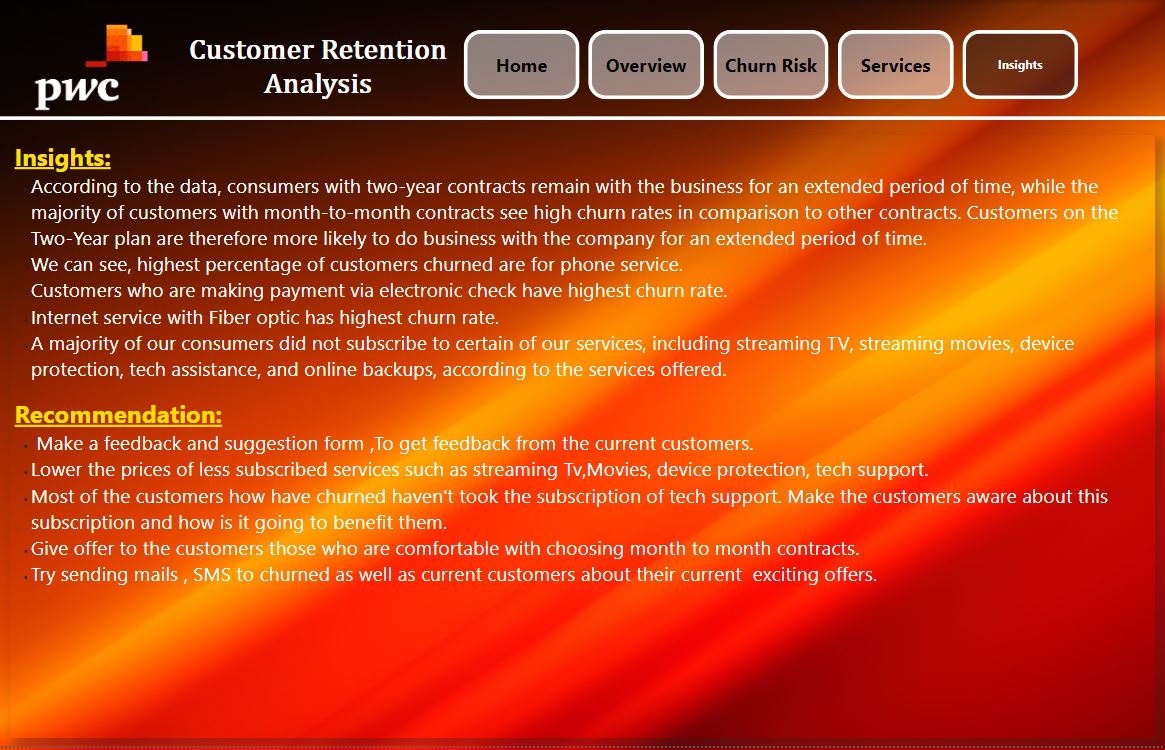 pwc
Customer Retention
Analysis
Home
Overview
Churn Risk
Services
Insights
Insights:
According to the data, consumers with two-year contracts remain with the business for an extended period of time, while the
majority of customers with month-to-month contracts see high churn rates in comparison to other contracts. Customers on the
Two-Year plan are therefore more likely to do business with the company for an extended period of time.
We can see, highest percentage of customers churned are for phone service.
Customers who are making payment via electronic check have highest churn rate.
Internet service with Fiber optic has highest churn rate.
A majority of our consumers did not subscribe to certain of our services, including streaming TV, streaming movies, device
protection, tech assistance, and online backups, according to the services offered.
Recommendation:
Make a feedback and suggestion form ,To get feedback from the current customers.
Lower the prices of less subscribed services such as streaming Tv,Movies, device protection, tech support.
Most of the customers how have churned haven't took the subscription of tech support. Make the customers aware about this
subscription and how is it going to benefit them.
Give offer to the customers those who are comfortable with choosing month to month contracts.
Try sending mails , SMS to churned as well as current customers about their current  exciting offers.